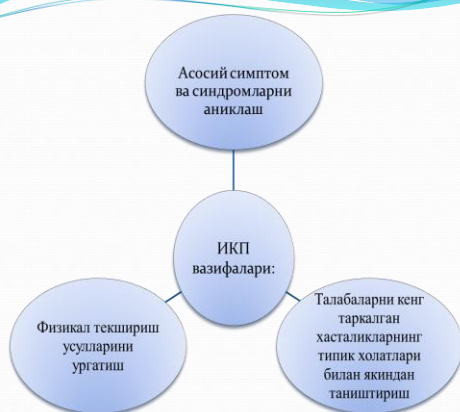 Асосий симптом
ва синдромларни
аниклаш
ИКП
вазифалари:
Физикал текшириш
усулларини
ургатиш
Талабаларни кенг
таркалган
хасталикларнинг
типик холатлари
билан якиндан
таништириш